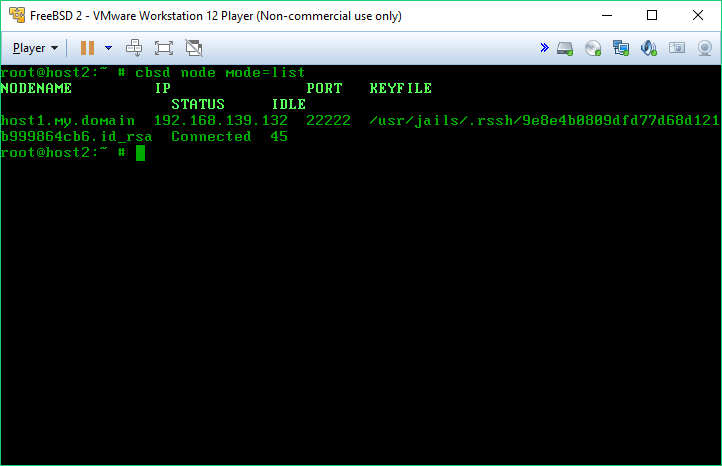 FreeBSD 2 - VMware Workstation 12 Player (Non-commercial use only)
Player
root@host2:~ # cbsd node mode=list
NODENAME IP PORT KEYFILE
STATUS IDLE
host1.my.domain 192.168.139.132 22222 /usr/jails/.rssh/9e8e4b0809dfd77d68d121
b999864cb6.id_rsa Connected 45
root@host2:~ #